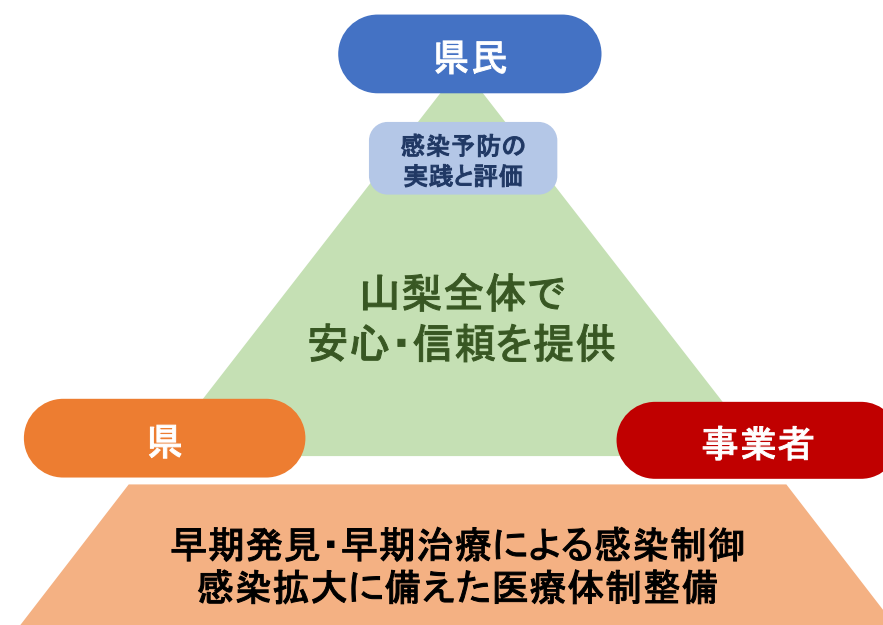 県民
感染予防の
実践と評価
山梨全体で
安心・信頼を提供
県
事業者
早期発見・早期治療による感染制御
感染拡大に備えた医療体制整備